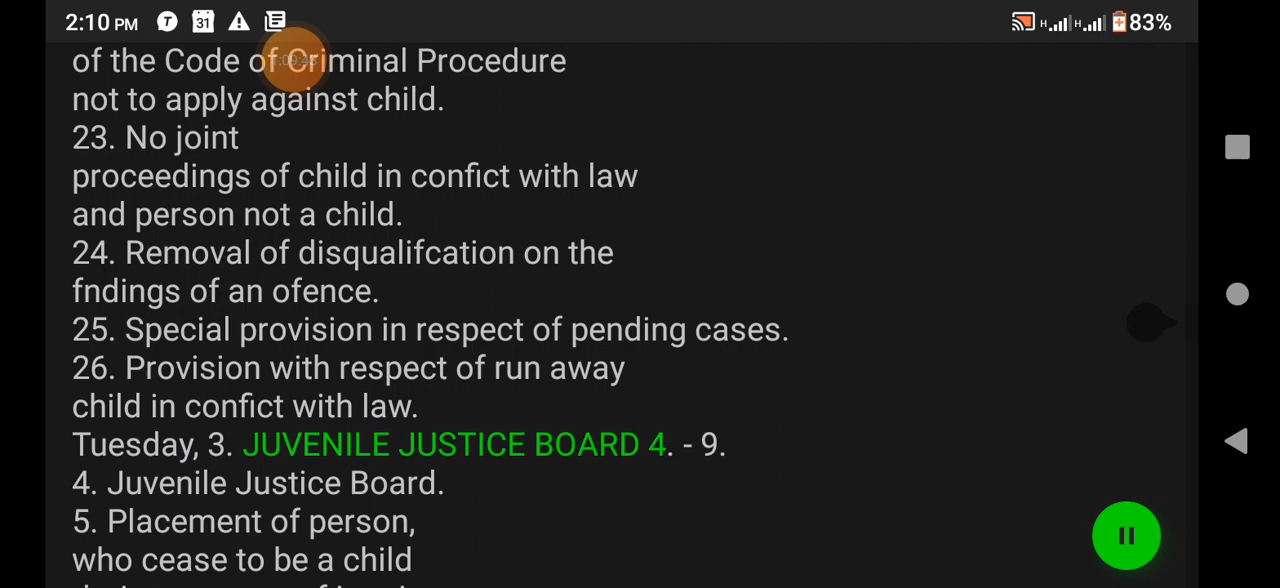 2:10 PM T 31 H H 83%
of the Code of Criminal Procedure
not to apply against child.
23. No joint
proceedings of child in confict with law
and person not a child.
24. Removal of disqualifcation on the
fndings of an ofence.
25. Special provision in respect of pending cases.
26. Provision with respect of run away
child in confict with law.
Tuesday, 3. JUVENILE JUSTICE BOARD 4. - 9.
4. Juvenile Justice Board.
5. Placement of person,
who cease to be a child